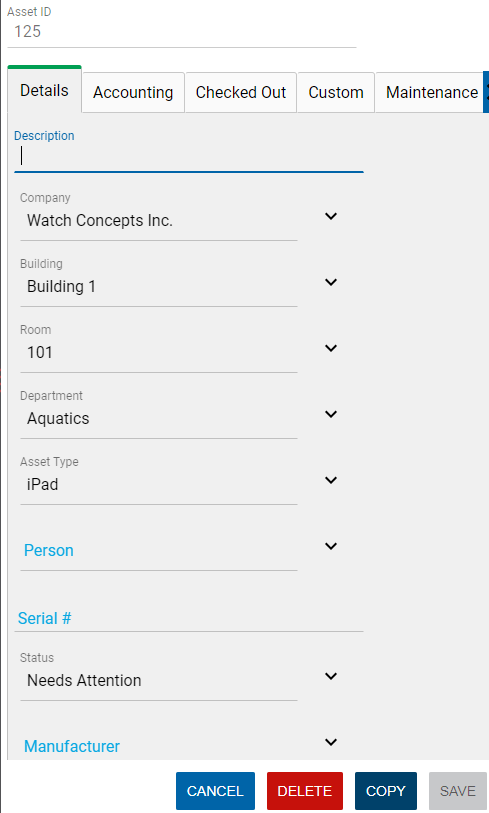 Asset ID
125
Details Accounting Checked Out Custom Maintenance
Description
Company
Watch Concepts Inc.
Building
Building 1
Room
101
Department
Aquatics
Asset Type
iPad
Person
Serial #
Status
Needs Attention
Manufacturer
CANCEL DELETE COPY SAVE